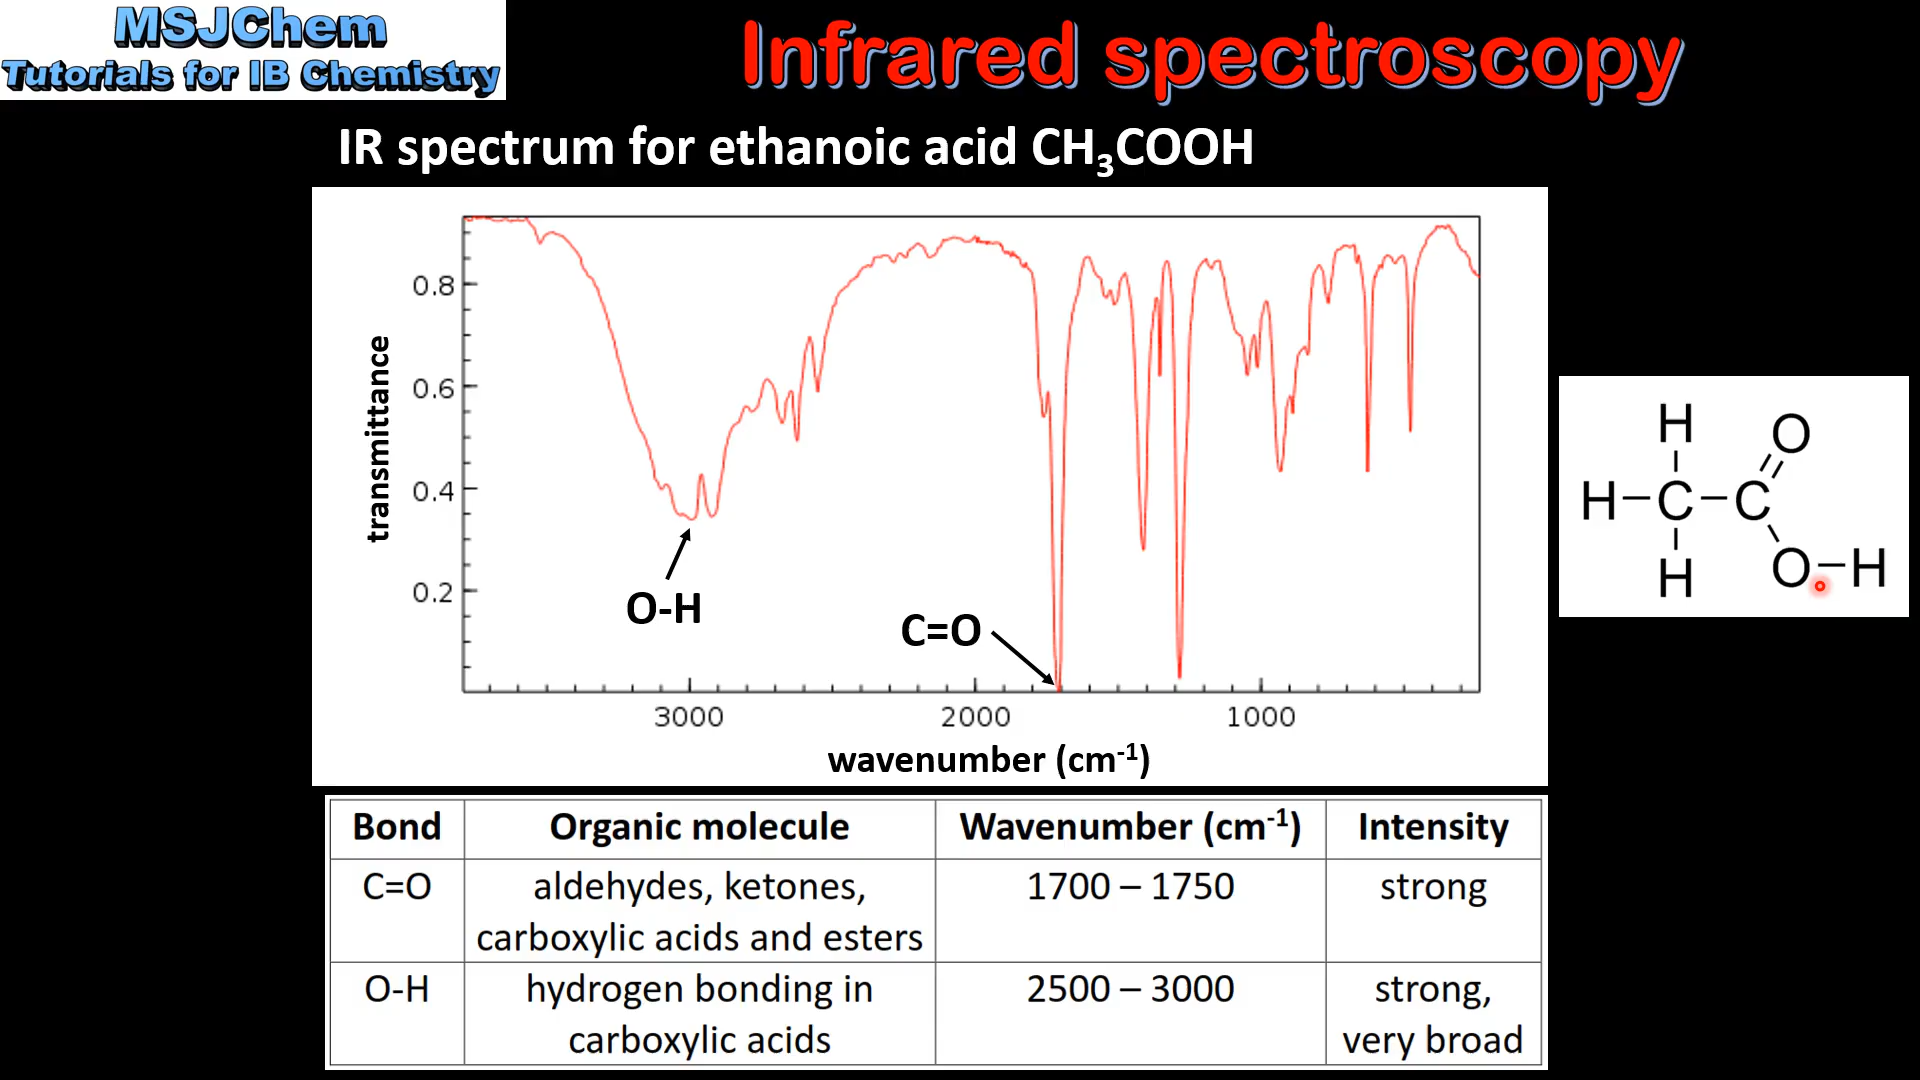 MSJChem
Tutorials for IB Chemistry
Infrared spectroscopy
IR spectrum for ethanoic acid CH₃COOH
transmittance
0.8
0.6
0.4
0.2
O-H
C=O
3000 2000 1000
wavenumber (cm⁻¹)
H O
H C C
H O H
Bond Organic molecule Wavenumber (cm⁻¹) Intensity
C=O aldehydes, ketones, 1700 – 1750 strong
carboxylic acids and esters
O-H hydrogen bonding in 2500 – 3000 strong,
carboxylic acids very broad